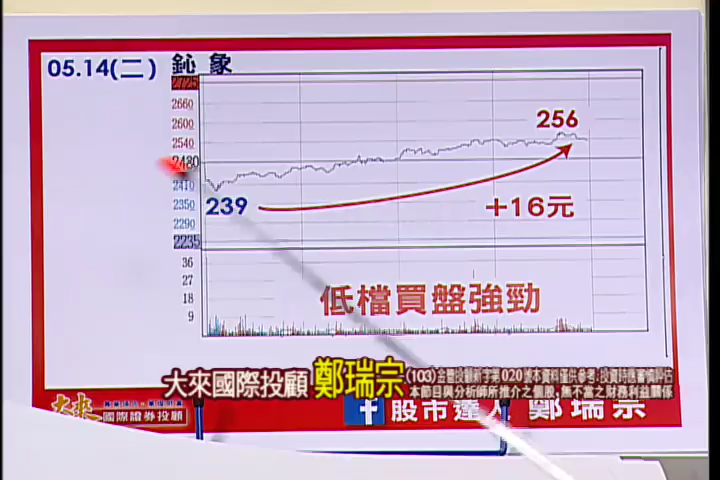 05.14(二) 鈊象
2660
2600
256
2540
2480
2410
2350
239
+16元
2290
2235
36
27
18
9
低檔買盤強勁
大來國際投顧 鄭瑞宗
本節目與分析師所推介之個股,無不當之財務利益關係
大來
國際證券投顧
f 股市達人 鄭瑞宗